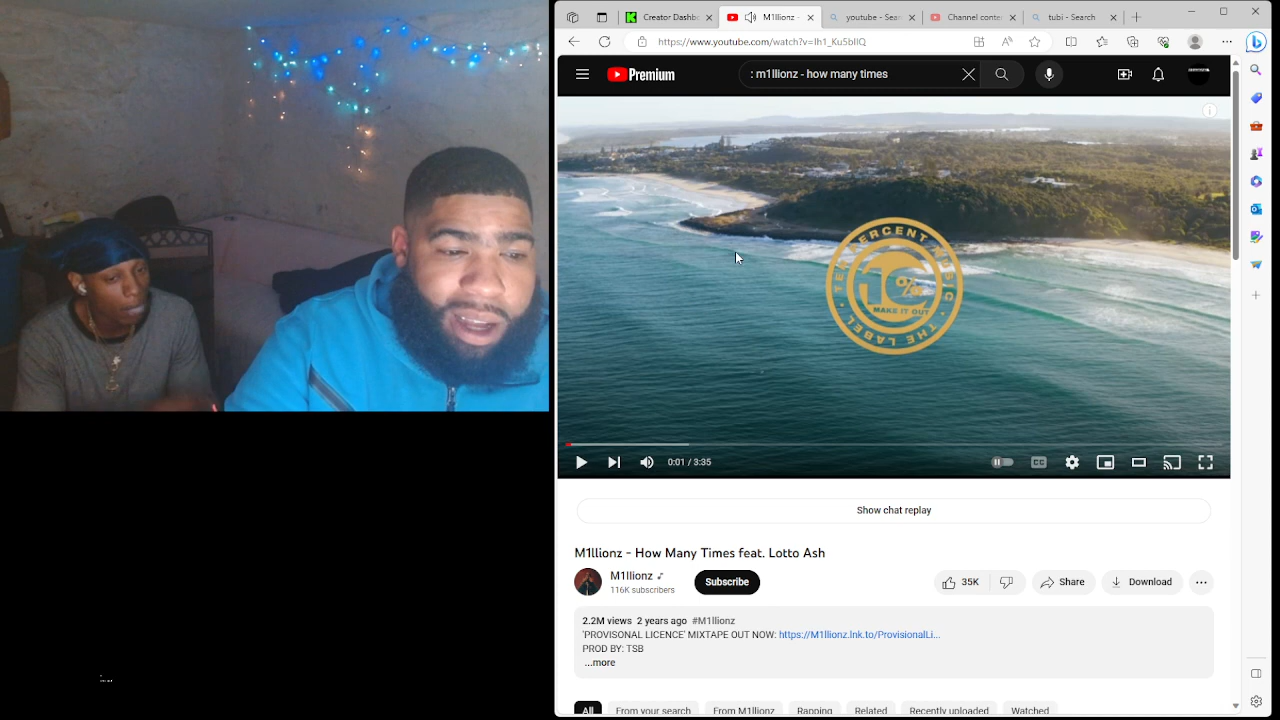 Creator Dashb
M1llionz -
youtube - Sear
Channel conte
tubi - Search
https://www.youtube.com/watch?v=lh1_Ku5bIlQ
Premium
: m1llionz - how many times
TEN PERCENT MUSIC
10%
MAKE IT OUT
THE LABEL
0:01 / 3:35
CC
Show chat replay
M1llionz - How Many Times feat. Lotto Ash
M1llionz
116K subscribers
Subscribe
35K
Share
Download
2.2M views 2 years ago #M1llionz
'PROVISONAL LICENCE' MIXTAPE OUT NOW: https://M1llionz.lnk.to/ProvisionalLi...
PROD BY: TSB
...more
All
From your search
From M1llionz
Rapping
Related
Recently uploaded
Watched